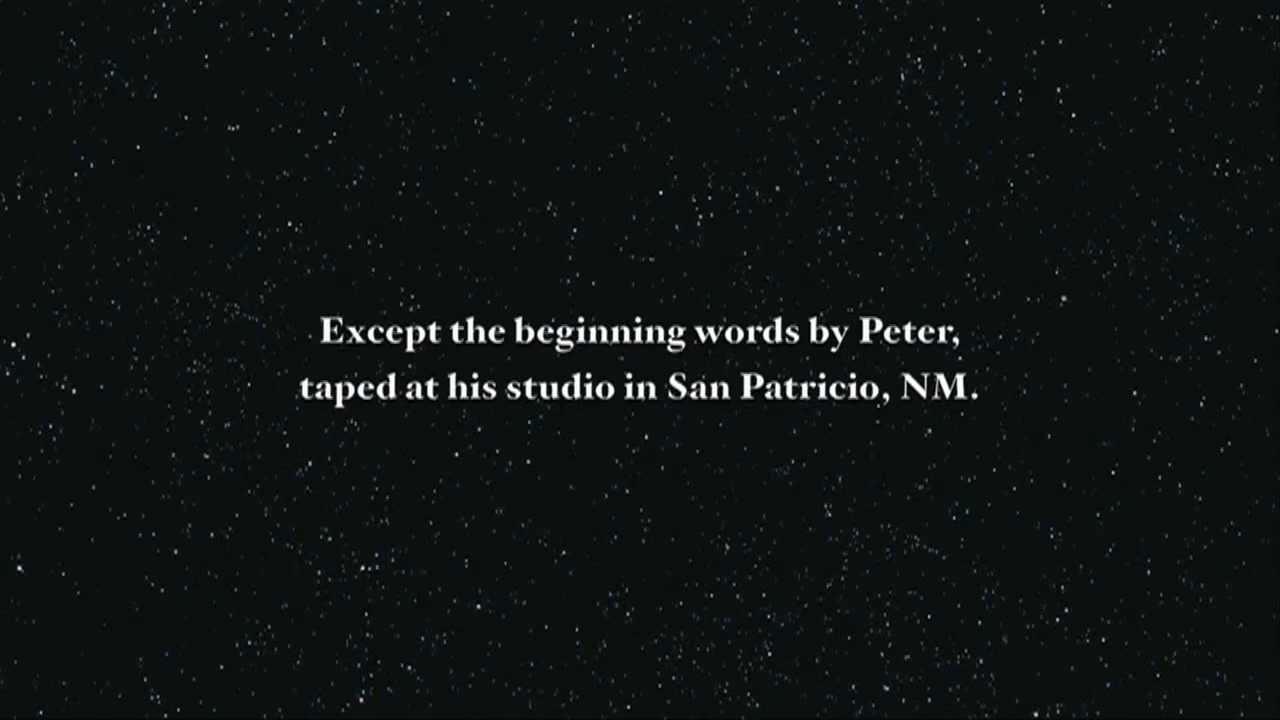 Except the beginning words by Peter,
taped at his studio in San Patricio, NM.